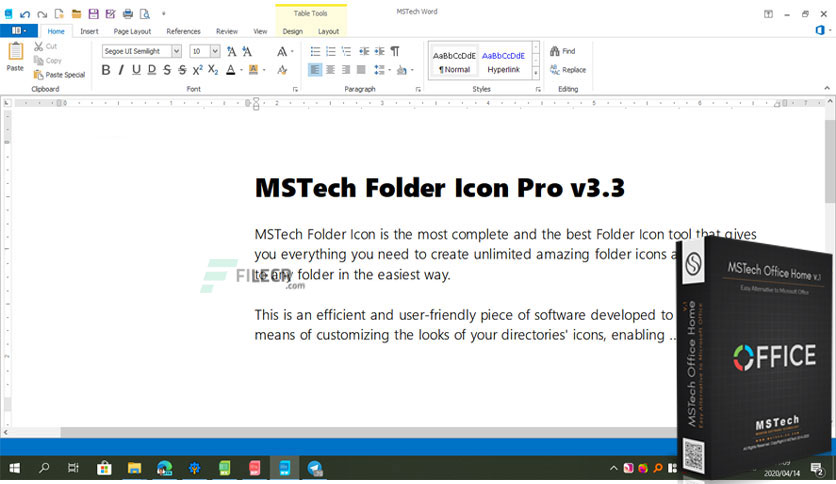 Table Tools
MSTech Word
Home
Insert
Page Layout
References
Review
View
Design
Layout
Paste
Cut
Copy
Paste Special
Clipboard
Segoe UI Semilight
10
Font
Paragraph
AaBbCcDdE
¶ Normal
AaBbCcDdE
Hyperlink
Styles
Find
Replace
Editing
MSTech Folder Icon Pro v3.3
MSTech Folder Icon is the most complete and the best Folder Icon tool that gives
you everything you need to create unlimited amazing folder icons a
to any folder in the easiest way.
FILECR
.com
This is an efficient and user-friendly piece of software developed to
means of customizing the looks of your directories' icons, enabling ...
MSTech Office Home v.1
Easy Alternative to Microsoft Office
OFFICE
MSTech
MSTech Office Home v.1
Easy Alternative to Microsoft Office
2020/04/14
2